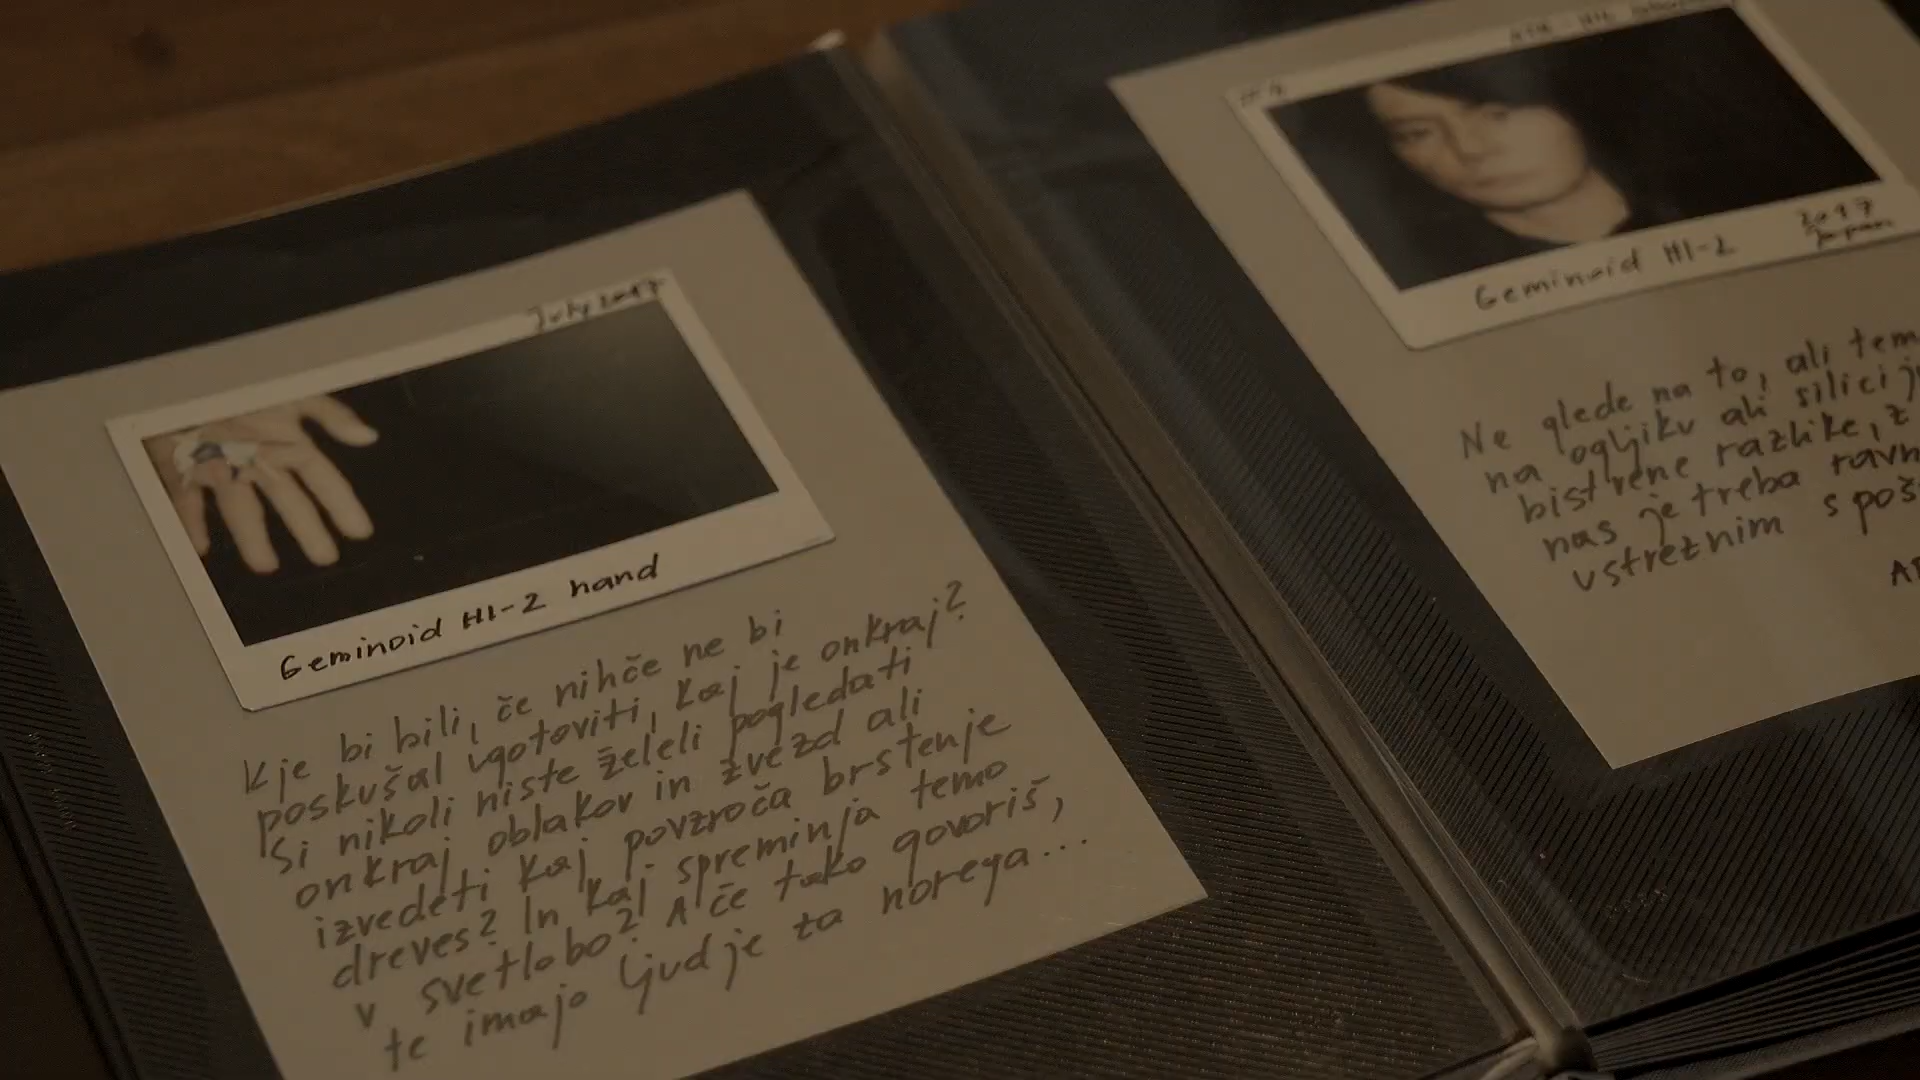 July 2017
Geminoid HI-2 hand
Kje bi bili, če nihče ne bi
poskušal ugotoviti, kaj je onkraj?
Si nikoli niste želeli pogledati
onkraj oblakov in zvezd ali
izvedeti kaj povzroča brstenje
dreves? In kaj spreminja temo
v svetlobo? A če tako govoriš,
te imajo ljudje za norega...
#4
Geminoid HI-2
2017
Japan
Ne glede na to, ali tem
na ogljiku ali silicij
bistvene razlike, z
nas je treba ravn
ustreznim spoš